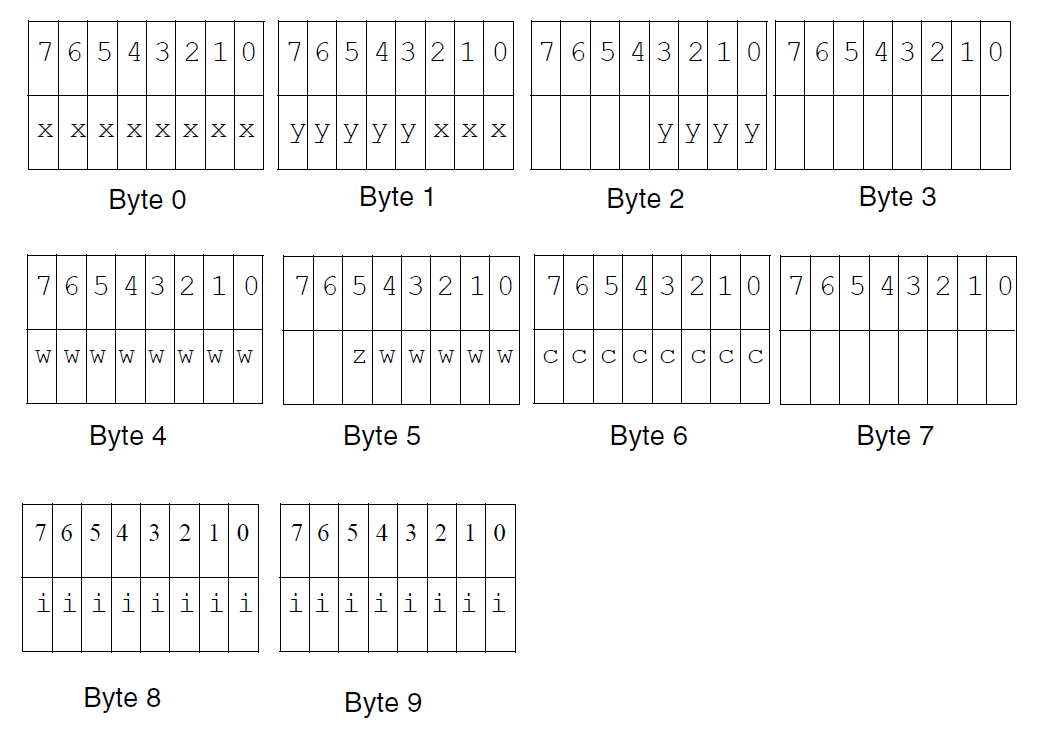 7 6 5 4 3 2 1 0 7 6 5 4 3 2 1 0 7 6 5 4 3 2 1 0 7 6 5 4 3 2 1 0
x x x x x x x x y y y y y x x x y y y y
Byte 0 Byte 1 Byte 2 Byte 3
7 6 5 4 3 2 1 0 7 6 5 4 3 2 1 0 7 6 5 4 3 2 1 0 7 6 5 4 3 2 1 0
w w w w w w w w z w w w w w c c c c c c c c
Byte 4 Byte 5 Byte 6 Byte 7
7 6 5 4 3 2 1 0 7 6 5 4 3 2 1 0
i i i i i i i i i i i i i i i i
Byte 8 Byte 9